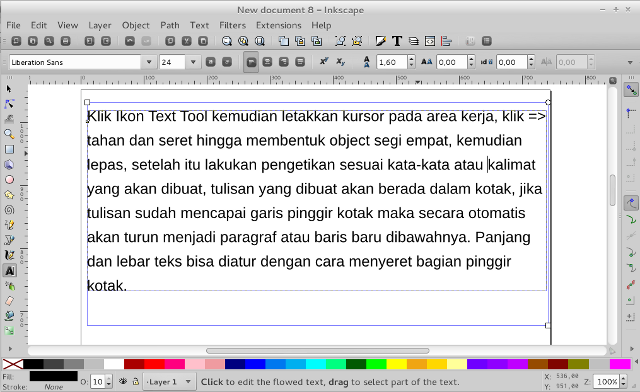 New document 8 - Inkscape
File Edit View Layer Object Path Text Filters Extensions Help
Liberation Sans 24 1,60 0,00 0,00 0,00
Klik Ikon Text Tool kemudian letakkan kursor pada area kerja, klik =>
tahan dan seret hingga membentuk object segi empat, kemudian
lepas, setelah itu lakukan pengetikan sesuai kata-kata atau kalimat
yang akan dibuat, tulisan yang dibuat akan berada dalam kotak, jika
tulisan sudah mencapai garis pinggir kotak maka secara otomatis
akan turun menjadi paragraf atau baris baru dibawahnya. Panjang
dan lebar teks bisa diatur dengan cara menyeret bagian pinggir
kotak.
Fill: O: 10 Layer 1 Click to edit the flowed text, drag to select part of the text. X: 536,00 Z: 100%
Stroke: None Y: 951,00